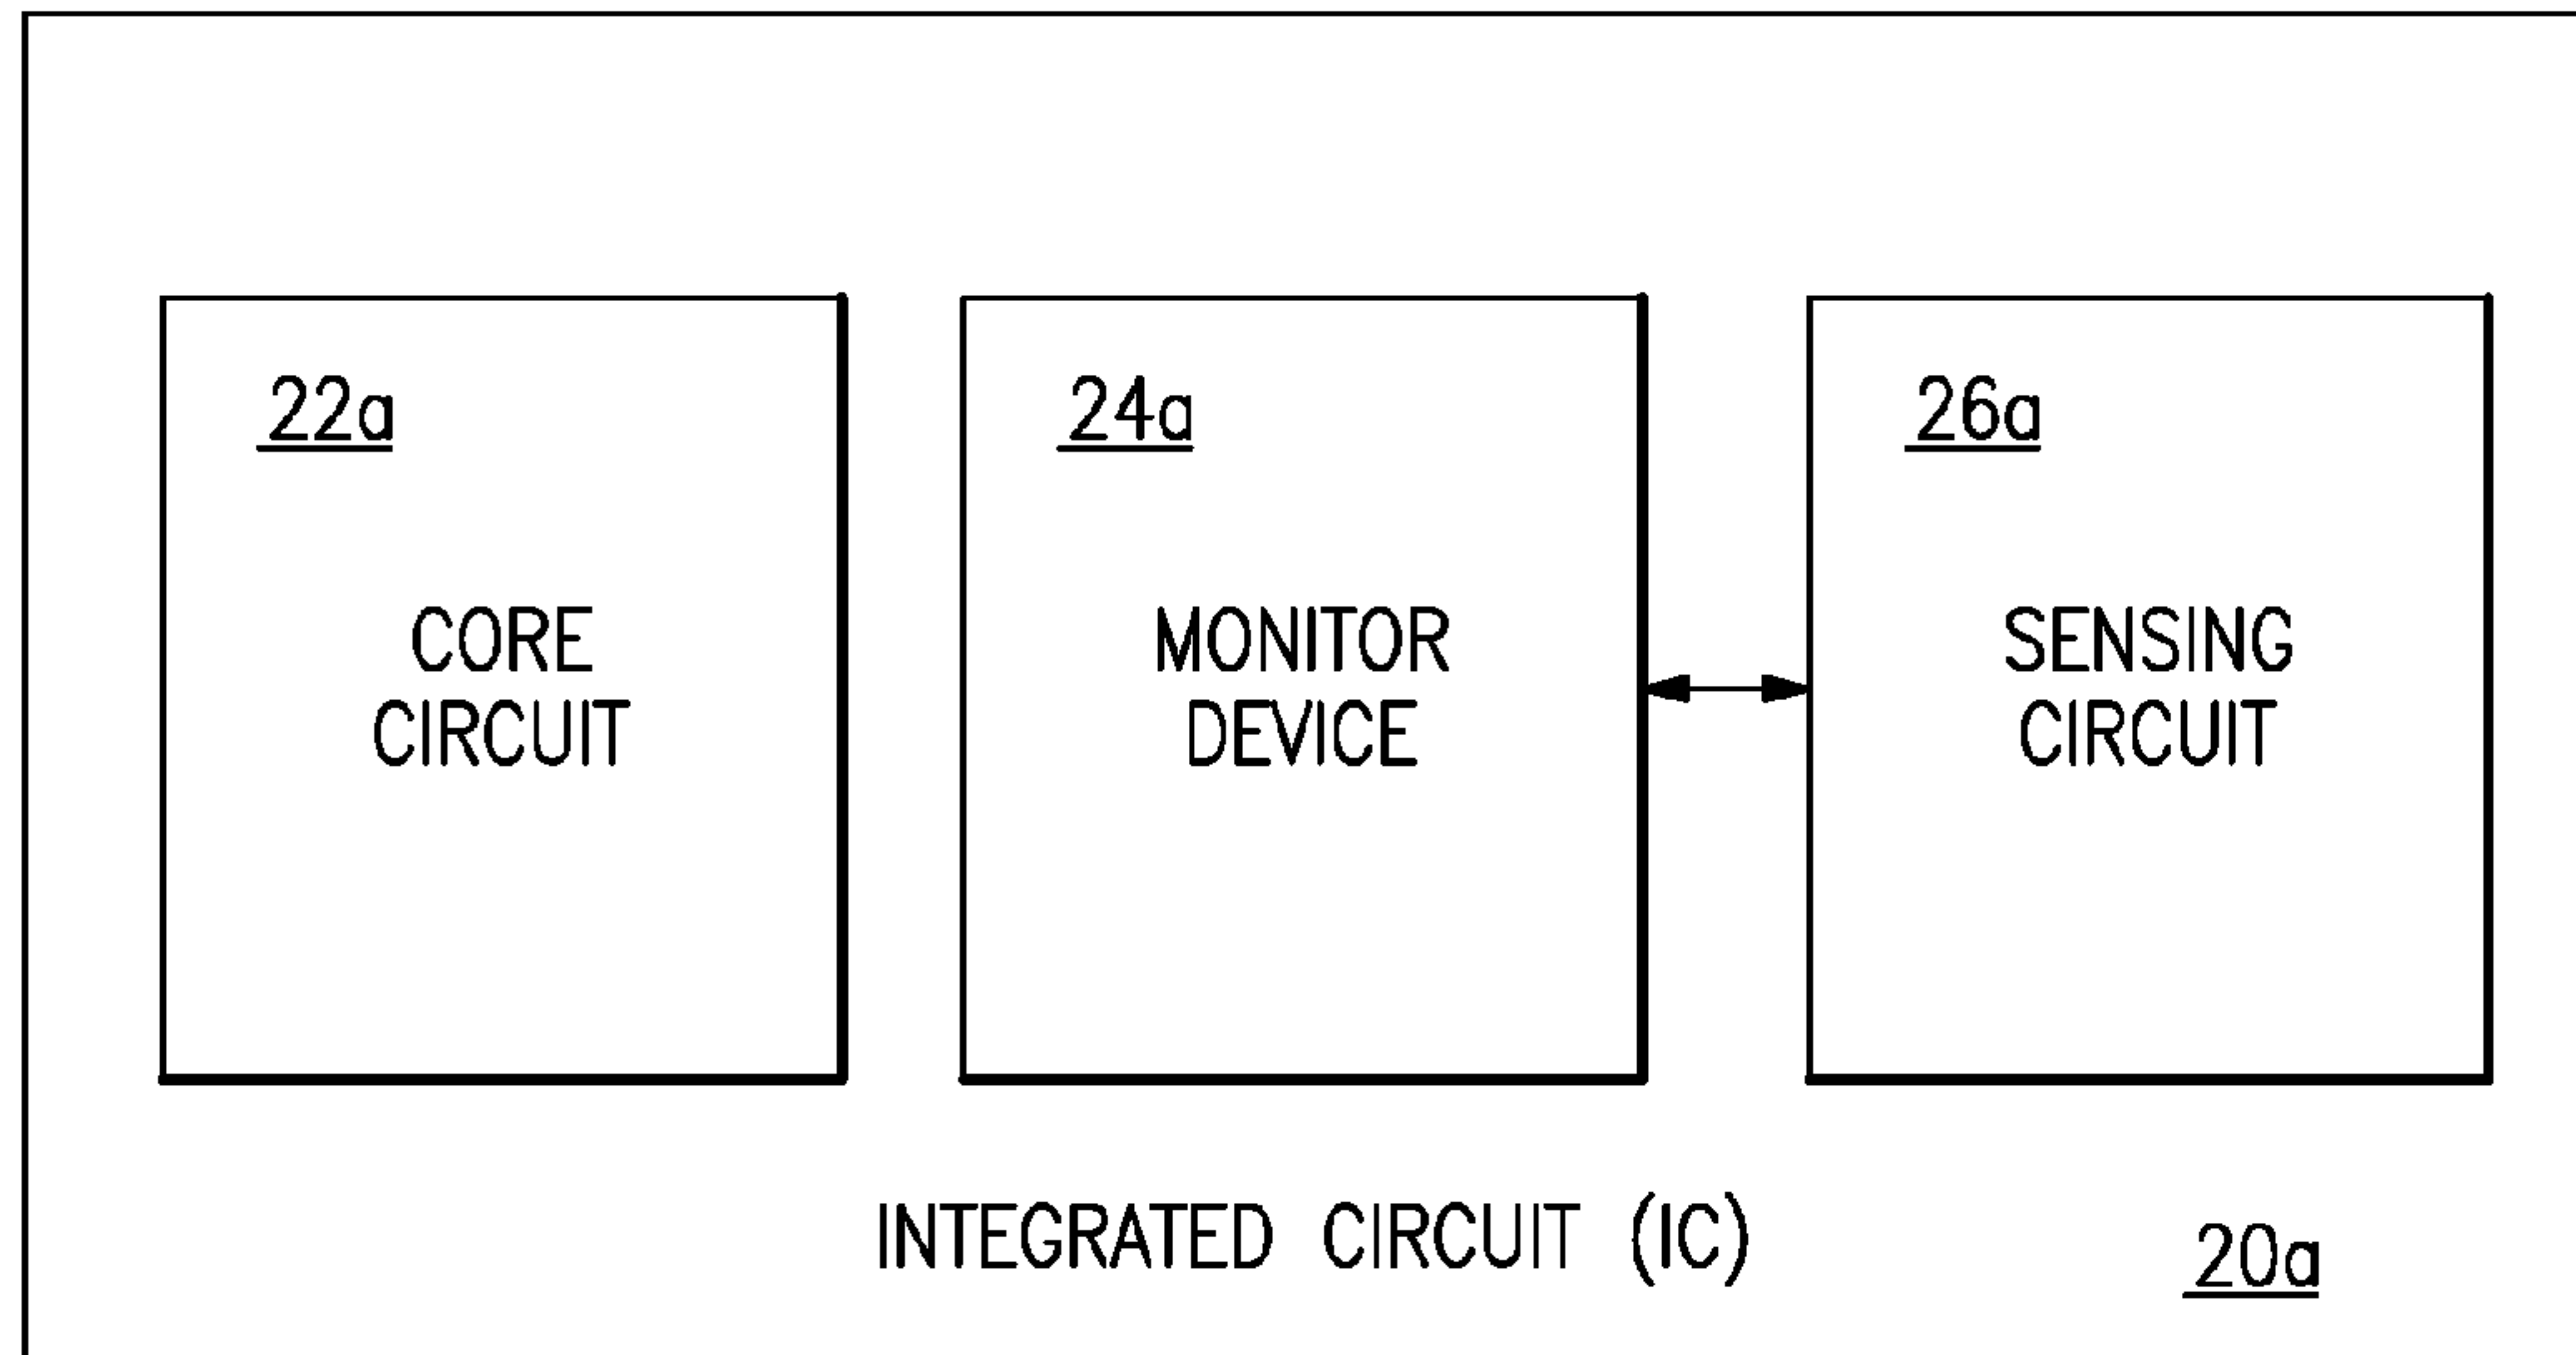 22a
CORE
CIRCUIT
24a
MONITOR
DEVICE
26a
SENSING
CIRCUIT
INTEGRATED CIRCUIT (IC)
20a